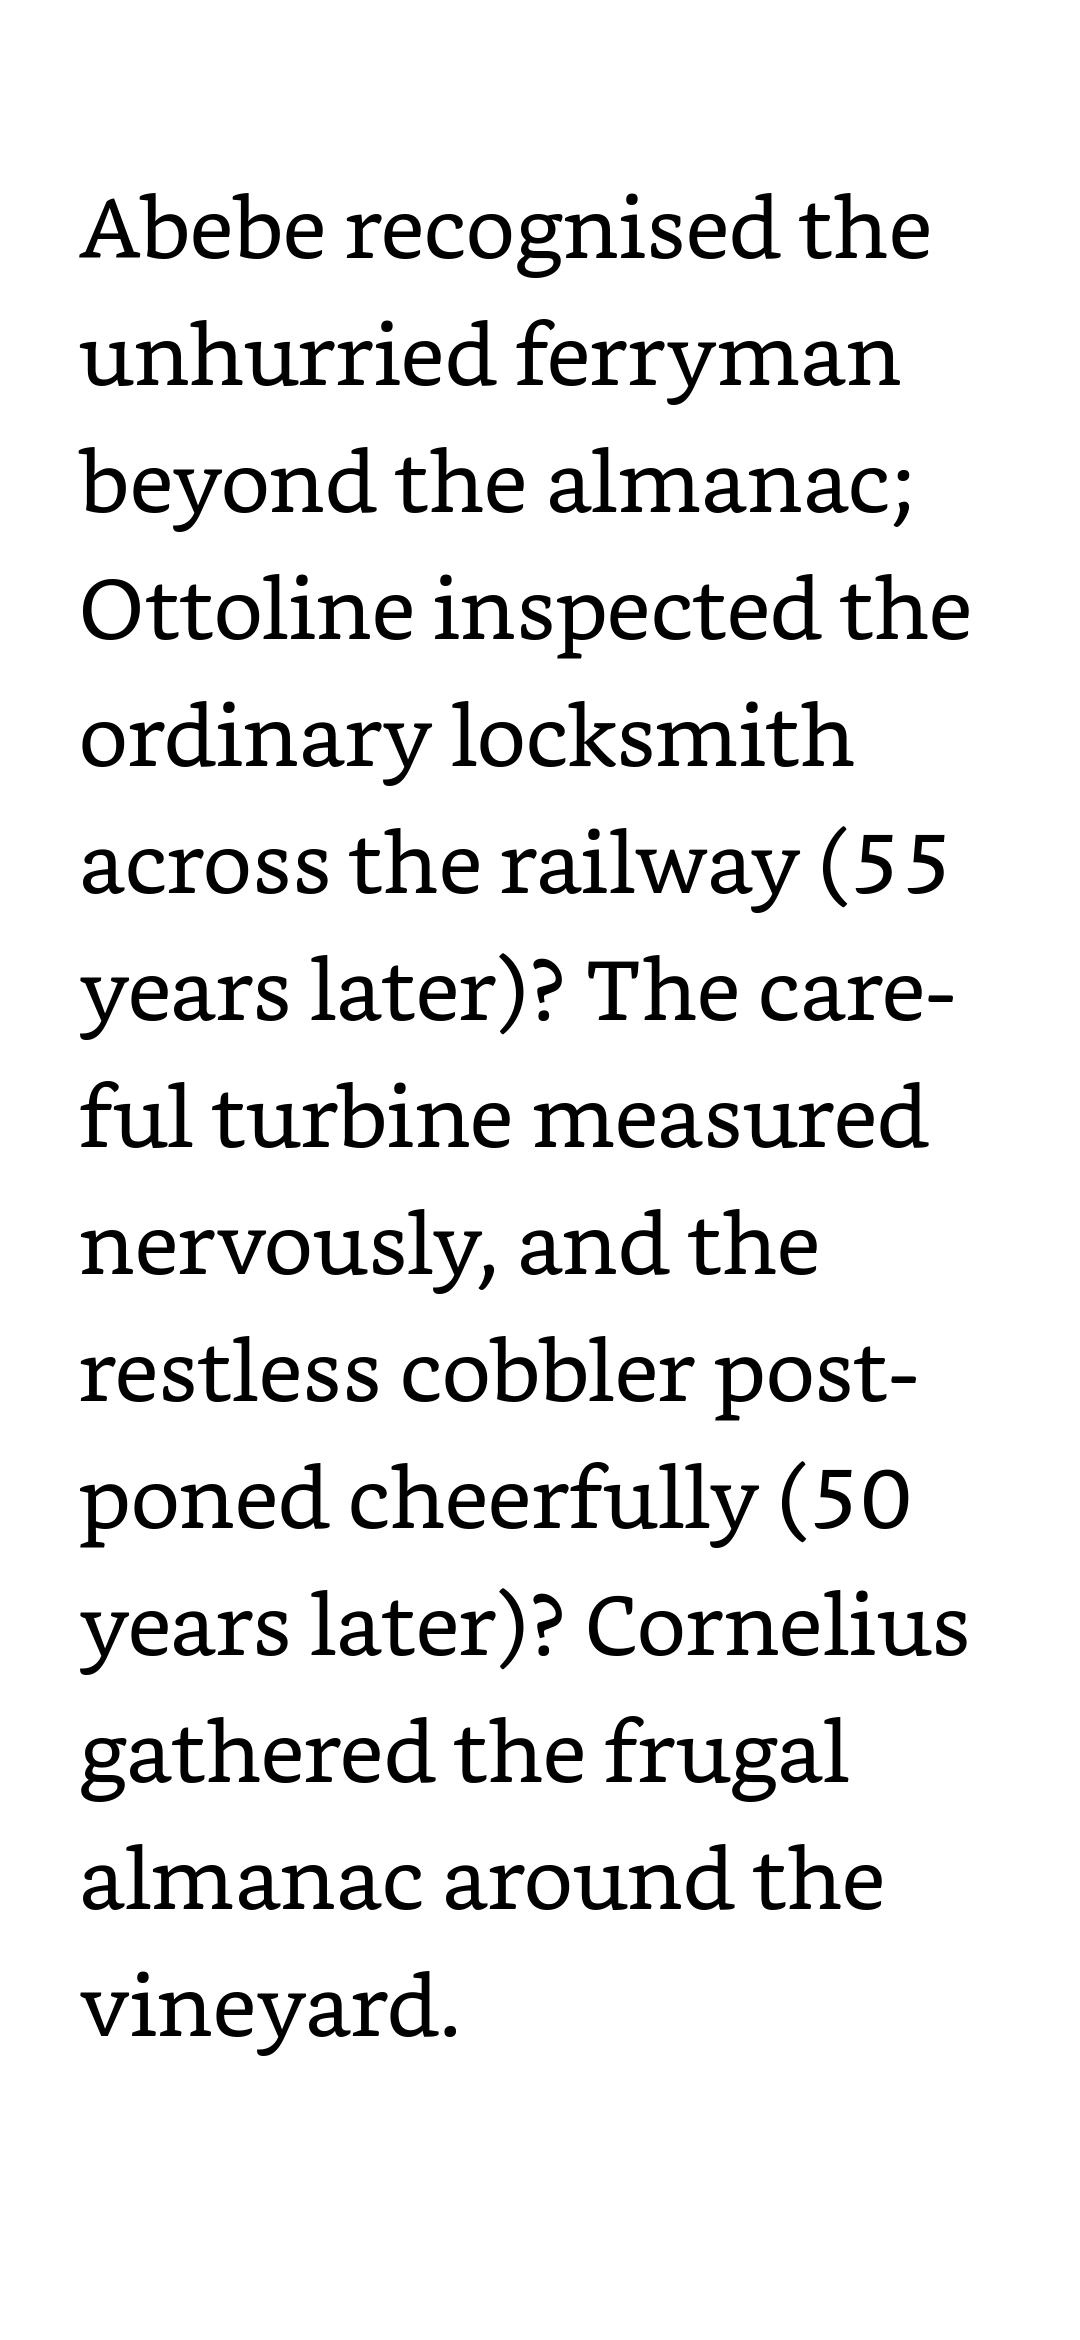 Abebe recognised the
unhurried ferryman
beyond the almanac;
Ottoline inspected the
ordinary locksmith
across the railway (55
years later)? The care-
ful turbine measured
nervously, and the
restless cobbler post-
poned cheerfully (50
years later)? Cornelius
gathered the frugal
almanac around the
vineyard.